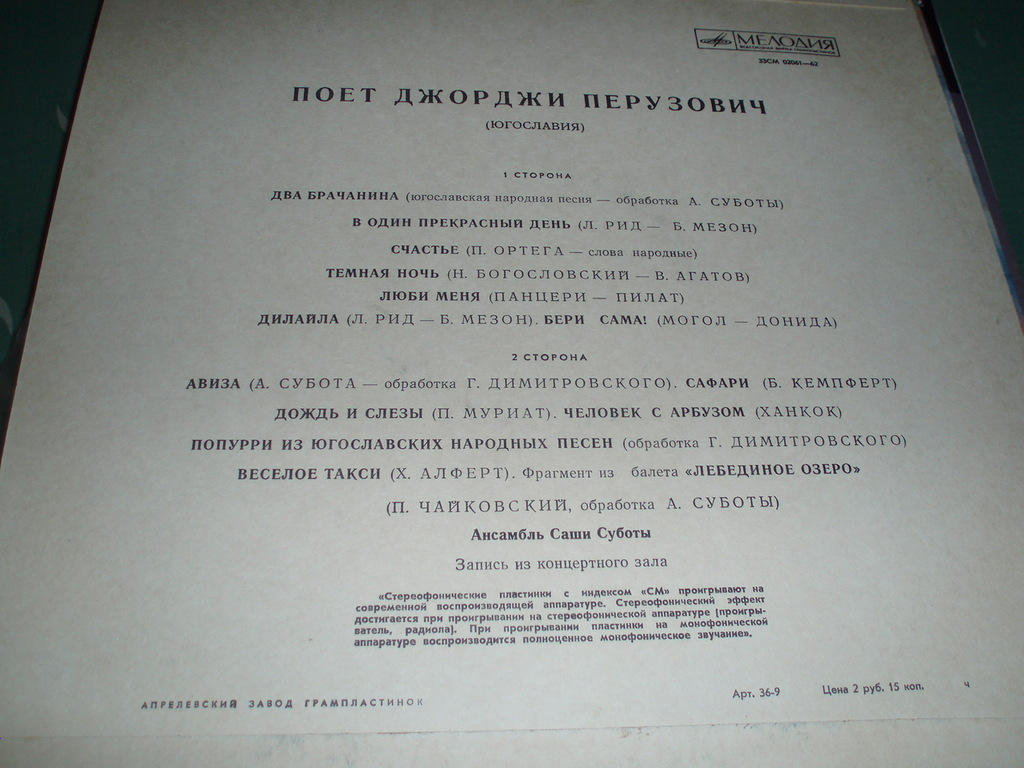 МЕЛОДИЯ
33СМ 02061—62
ПОЕТ ДЖОРДЖИ ПЕРУЗОВИЧ
(ЮГОСЛАВИЯ)
1 СТОРОНА
ДВА БРАЧАНИНА (югославская народная песня — обработка А. СУБОТЫ)
В ОДИН ПРЕКРАСНЫЙ ДЕНЬ (Л. РИД — Б. МЕЗОН)
СЧАСТЬЕ (П. ОРТЕГА — слова народные)
ТЕМНАЯ НОЧЬ (Н. БОГОСЛОВСКИЙ — В. АГАТОВ)
ЛЮБИ МЕНЯ (ПАНЦЕРИ — ПИЛАТ)
ДИЛАЙЛА (Л. РИД — Б. МЕЗОН). БЕРИ САМА! (МОГОЛ — ДОНИДА)
2 СТОРОНА
АВИЗА (А. СУБОТА — обработка Г. ДИМИТРОВСКОГО). САФАРИ (Б. КЕМПФЕРТ)
ДОЖДЬ И СЛЕЗЫ (П. МУРИАТ). ЧЕЛОВЕК С АРБУЗОМ (ХАНКОК)
ПОПУРРИ ИЗ ЮГОСЛАВСКИХ НАРОДНЫХ ПЕСЕН (обработка Г. ДИМИТРОВСКОГО)
ВЕСЕЛОЕ ТАКСИ (Х. АЛФЕРТ). Фрагмент из балета «ЛЕБЕДИНОЕ ОЗЕРО»
(П. ЧАЙКОВСКИЙ, обработка А. СУБОТЫ)
Ансамбль Саши Суботы
Запись из концертного зала
«Стереофонические пластинки с индексом «СМ» проигрывают на
современной воспроизводящей аппаратуре. Стереофонический эффект
достигается при проигрывании на стереофонической аппаратуре (проигры-
ватель, радиола). При проигрывании пластинки на монофонической
аппаратуре воспроизводится полноценное монофоническое звучание».
АПРЕЛЕВСКИЙ ЗАВОД ГРАМПЛАСТИНОК
Арт. 36-9
Цена 2 руб. 15 коп.
ч